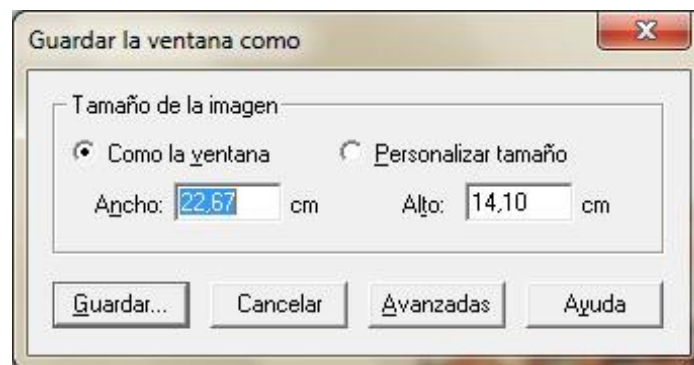 Guardar la ventana como
Tamaño de la imagen
Como la ventana Personalizar tamaño
Ancho: 22,67 cm Alto: 14,10 cm
Guardar... Cancelar Avanzadas Ayuda